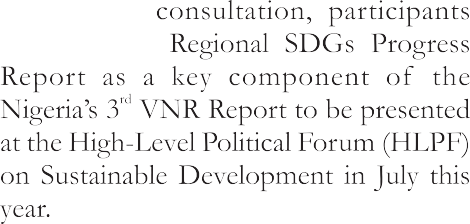 consultation, participants
Regional SDGs Progress
Report as a key component of the
Nigeria's 3rd VNR Report to be presented
at the High-Level Political Forum (HLPF)
on Sustainable Development in July this
year.